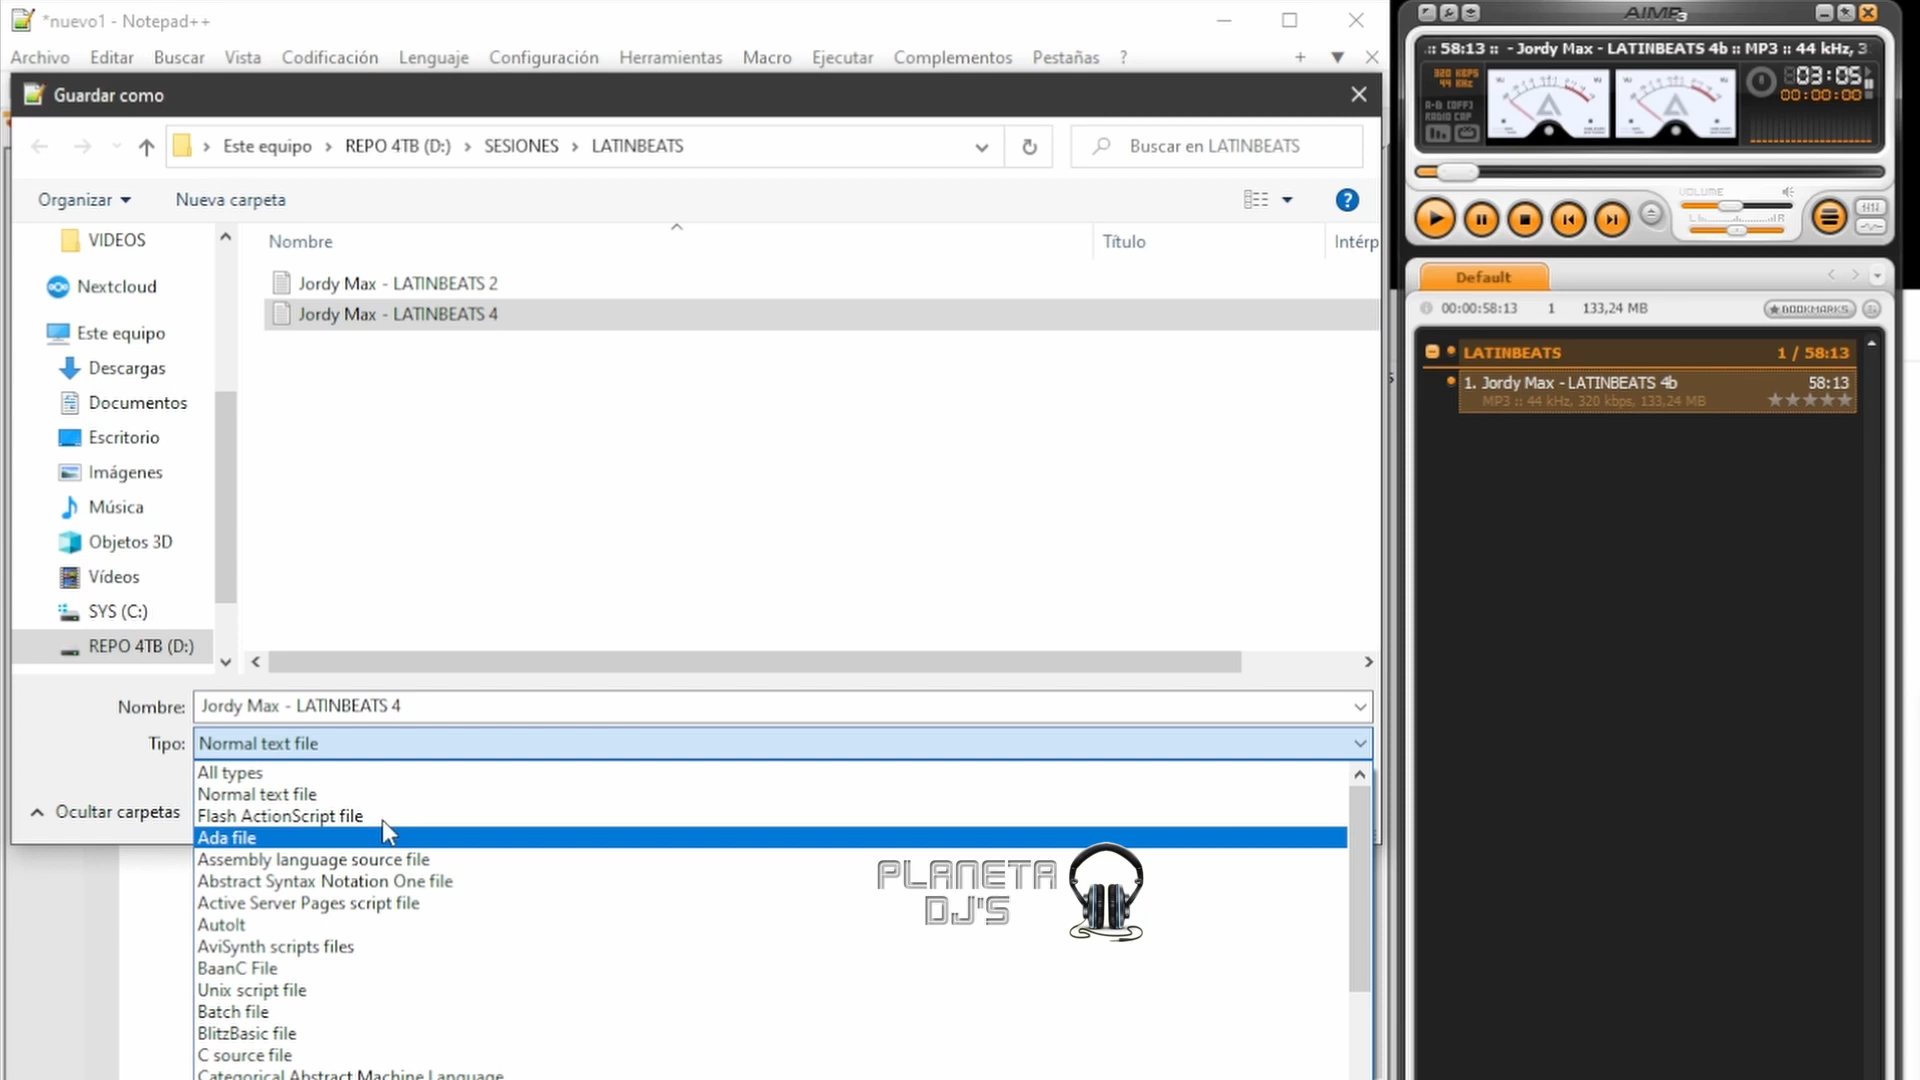 *nuevo1 - Notepad++
Archivo Editar Buscar Vista Codificación Lenguaje Configuración Herramientas Macro Ejecutar Complementos Pestañas ?
Guardar como
Este equipo › REPO 4TB (D:) › SESIONES › LATINBEATS
Buscar en LATINBEATS
Organizar
Nueva carpeta
VIDEOS
Nextcloud
Este equipo
Descargas
Documentos
Escritorio
Imágenes
Música
Objetos 3D
Vídeos
SYS (C:)
REPO 4TB (D:)
Nombre Título Intérp
Jordy Max - LATINBEATS 2
Jordy Max - LATINBEATS 4
Nombre: Jordy Max - LATINBEATS 4
Tipo: Normal text file
All types
Normal text file
Flash ActionScript file
Ada file
Assembly language source file
Abstract Syntax Notation One file
Active Server Pages script file
AutoIt
AviSynth scripts files
BaanC File
Unix script file
Batch file
BlitzBasic file
C source file
Categorical Abstract Machine Language
Ocultar carpetas
PLANETA
DJ'S
AIMP3
.:: 58:13 :: - Jordy Max - LATINBEATS 4b :: MP3 :: 44 kHz, 3
320 KBPS
44 KHZ
A-B [OFF]
RADIO CAP
03:05
00:00:00
VOLUME
L R
Default
00:00:58:13 1 133,24 MB
BOOKMARKS
LATINBEATS 1 / 58:13
1. Jordy Max - LATINBEATS 4b 58:13
MP3 :: 44 kHz, 320 kbps, 133,24 MB